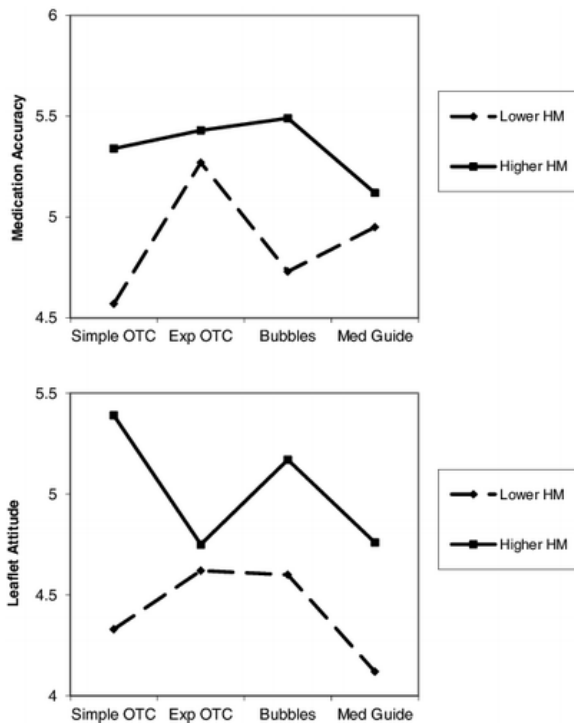 6
5.5
5
4.5
Medication Accuracy
Simple OTC Exp OTC Bubbles Med Guide
Lower HM
Higher HM
5.5
5
4.5
4
Leaflet Attitude
Simple OTC Exp OTC Bubbles Med Guide
Lower HM
Higher HM